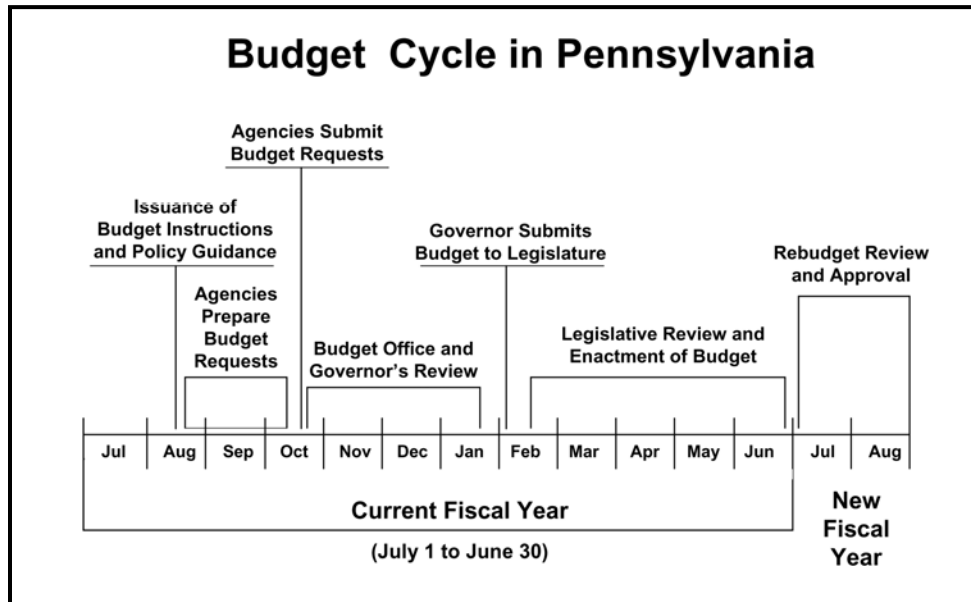 Budget Cycle in Pennsylvania
Agencies Submit
Budget Requests
Issuance of
Budget Instructions
and Policy Guidance
Governor Submits
Budget to Legislature
Rebudget Review
and Approval
Agencies
Prepare
Budget
Requests
Budget Office and
Governor's Review
Legislative Review and
Enactment of Budget
Jul Aug Sep Oct Nov Dec Jan Feb Mar Apr May Jun Jul Aug
Current Fiscal Year
(July 1 to June 30)
New
Fiscal
Year